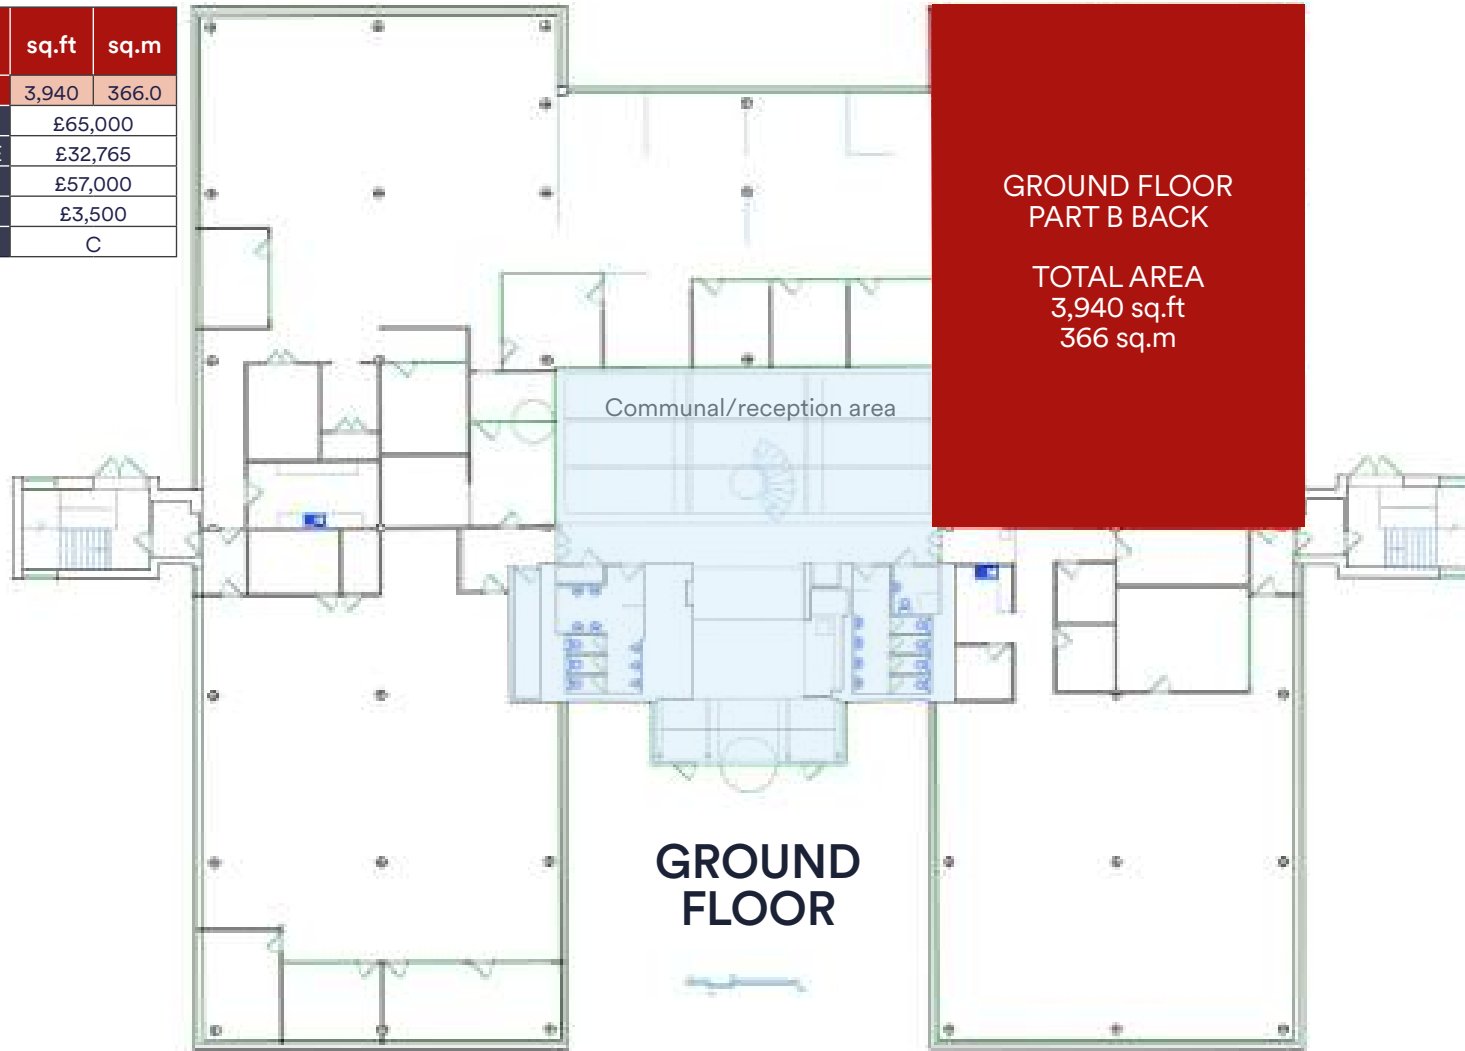 sq.ft sq.m
3,940 366.0
£65,000
£32,765
£57,000
£3,500
C
GROUND FLOOR
PART B BACK
TOTAL AREA
3,940 sq.ft
366 sq.m
Communal/reception area
GROUND
FLOOR